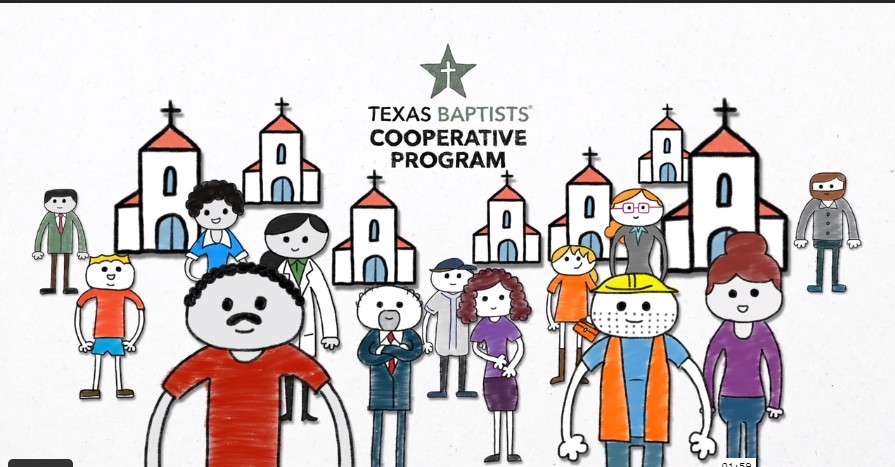 TEXAS BAPTISTS®
COOPERATIVE
PROGRAM
01:59